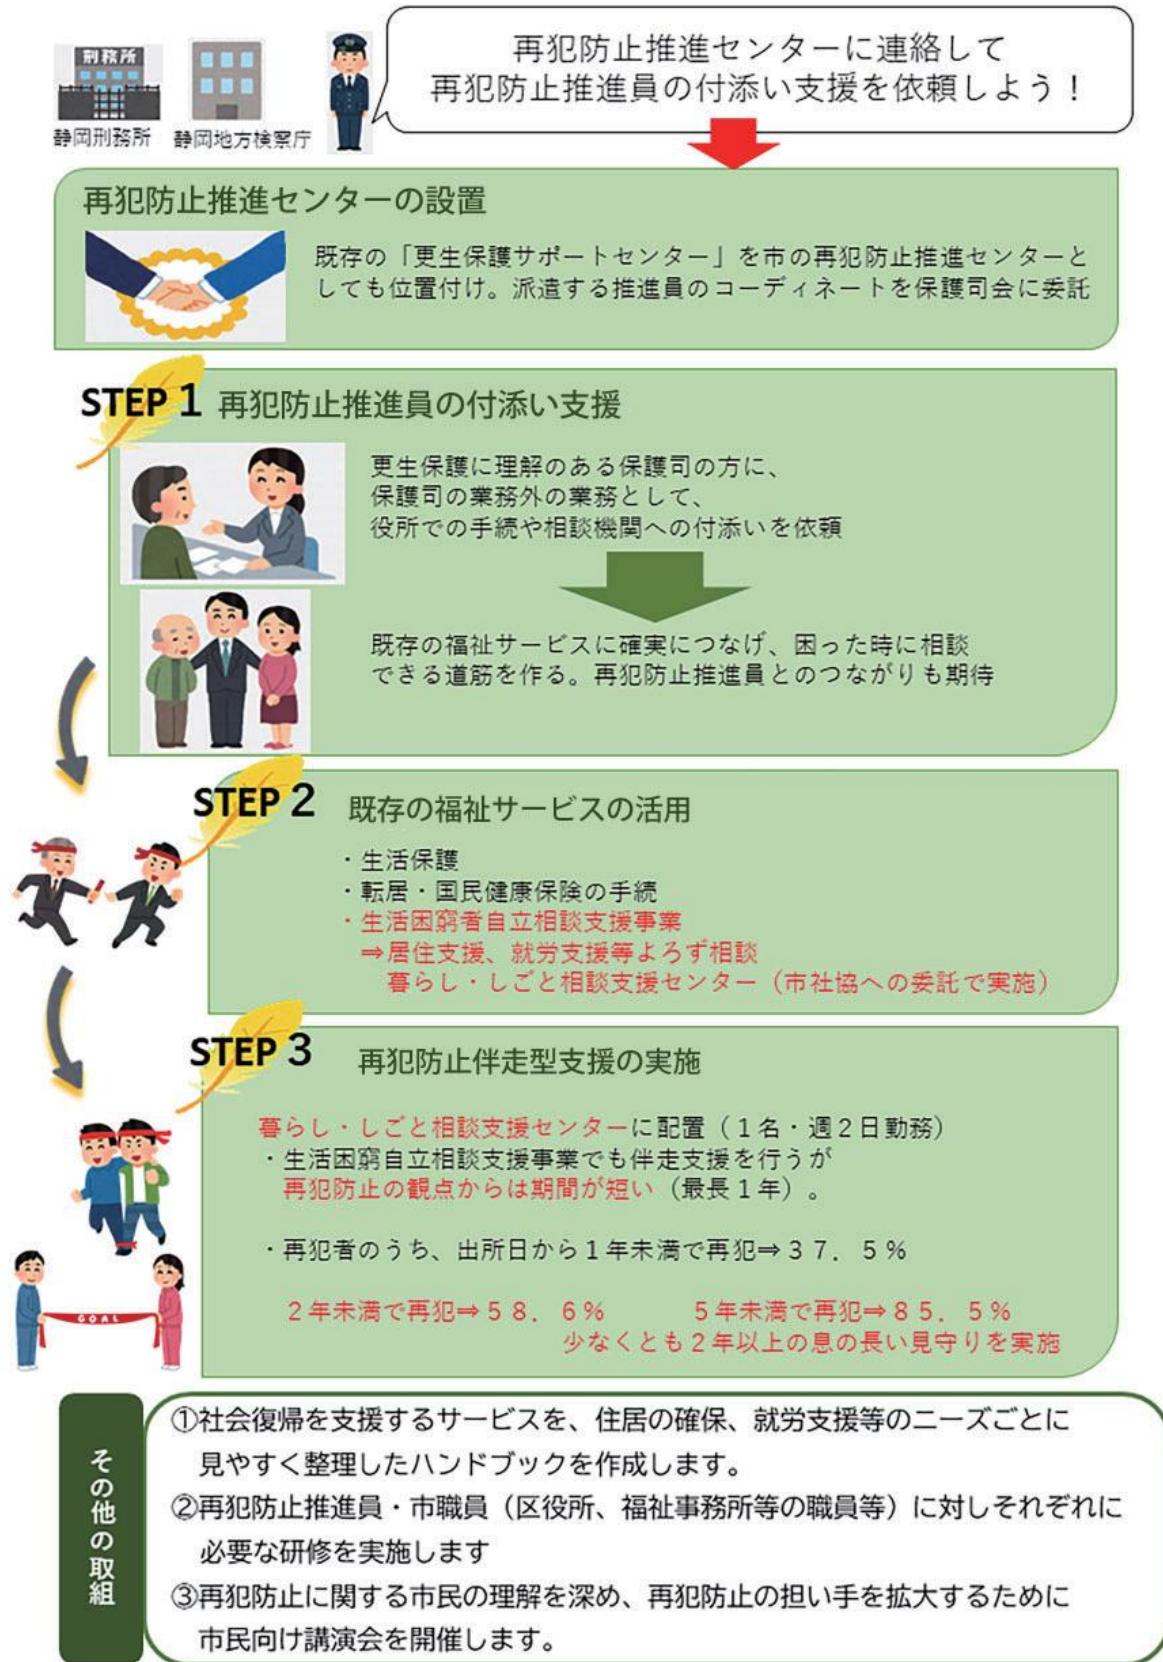 再犯防止推進センターに連絡して
再犯防止推進員の付添い支援を依頼しよう！
刑務所
静岡刑務所
静岡地方検察庁
再犯防止推進センターの設置
既存の「更生保護サポートセンター」を市の再犯防止推進センターと
しても位置付け。派遣する推進員のコーディネートを保護司会に委託
STEP 1 再犯防止推進員の付添い支援
更生保護に理解のある保護司の方に、
保護司の業務外の業務として、
役所での手続や相談機関への付添いを依頼
既存の福祉サービスに確実につなげ、困った時に相談
できる道筋を作る。再犯防止推進員とのつながりも期待
STEP 2 既存の福祉サービスの活用
・生活保護
・転居・国民健康保険の手続
・生活困窮者自立相談支援事業
⇒居住支援、就労支援等よろず相談
暮らし・しごと相談支援センター（市社協への委託で実施）
STEP 3 再犯防止伴走型支援の実施
暮らし・しごと相談支援センターに配置（１名・週２日勤務）
・生活困窮自立相談支援事業でも伴走支援を行うが
再犯防止の観点からは期間が短い（最長１年）。
・再犯者のうち、出所日から１年未満で再犯⇒３７．５％
２年未満で再犯⇒５８．６％ ５年未満で再犯⇒８５．５％
少なくとも２年以上の息の長い見守りを実施
GOAL
その他の取組
①社会復帰を支援するサービスを、住居の確保、就労支援等のニーズごとに
見やすく整理したハンドブックを作成します。
②再犯防止推進員・市職員（区役所、福祉事務所等の職員等）に対しそれぞれに
必要な研修を実施します
③再犯防止に関する市民の理解を深め、再犯防止の担い手を拡大するために
市民向け講演会を開催します。